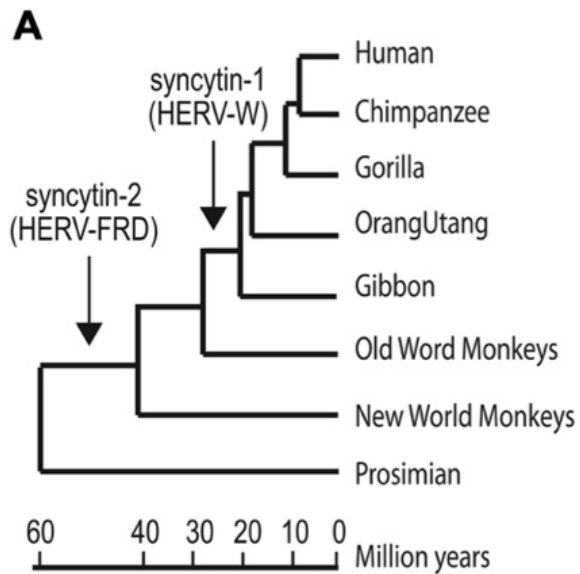 A
Human
syncytin-1
(HERV-W)
Chimpanzee
Gorilla
syncytin-2
(HERV-FRD)
OrangUtang
Gibbon
Old Word Monkeys
New World Monkeys
Prosimian
60 40 30 20 10 0
Million years